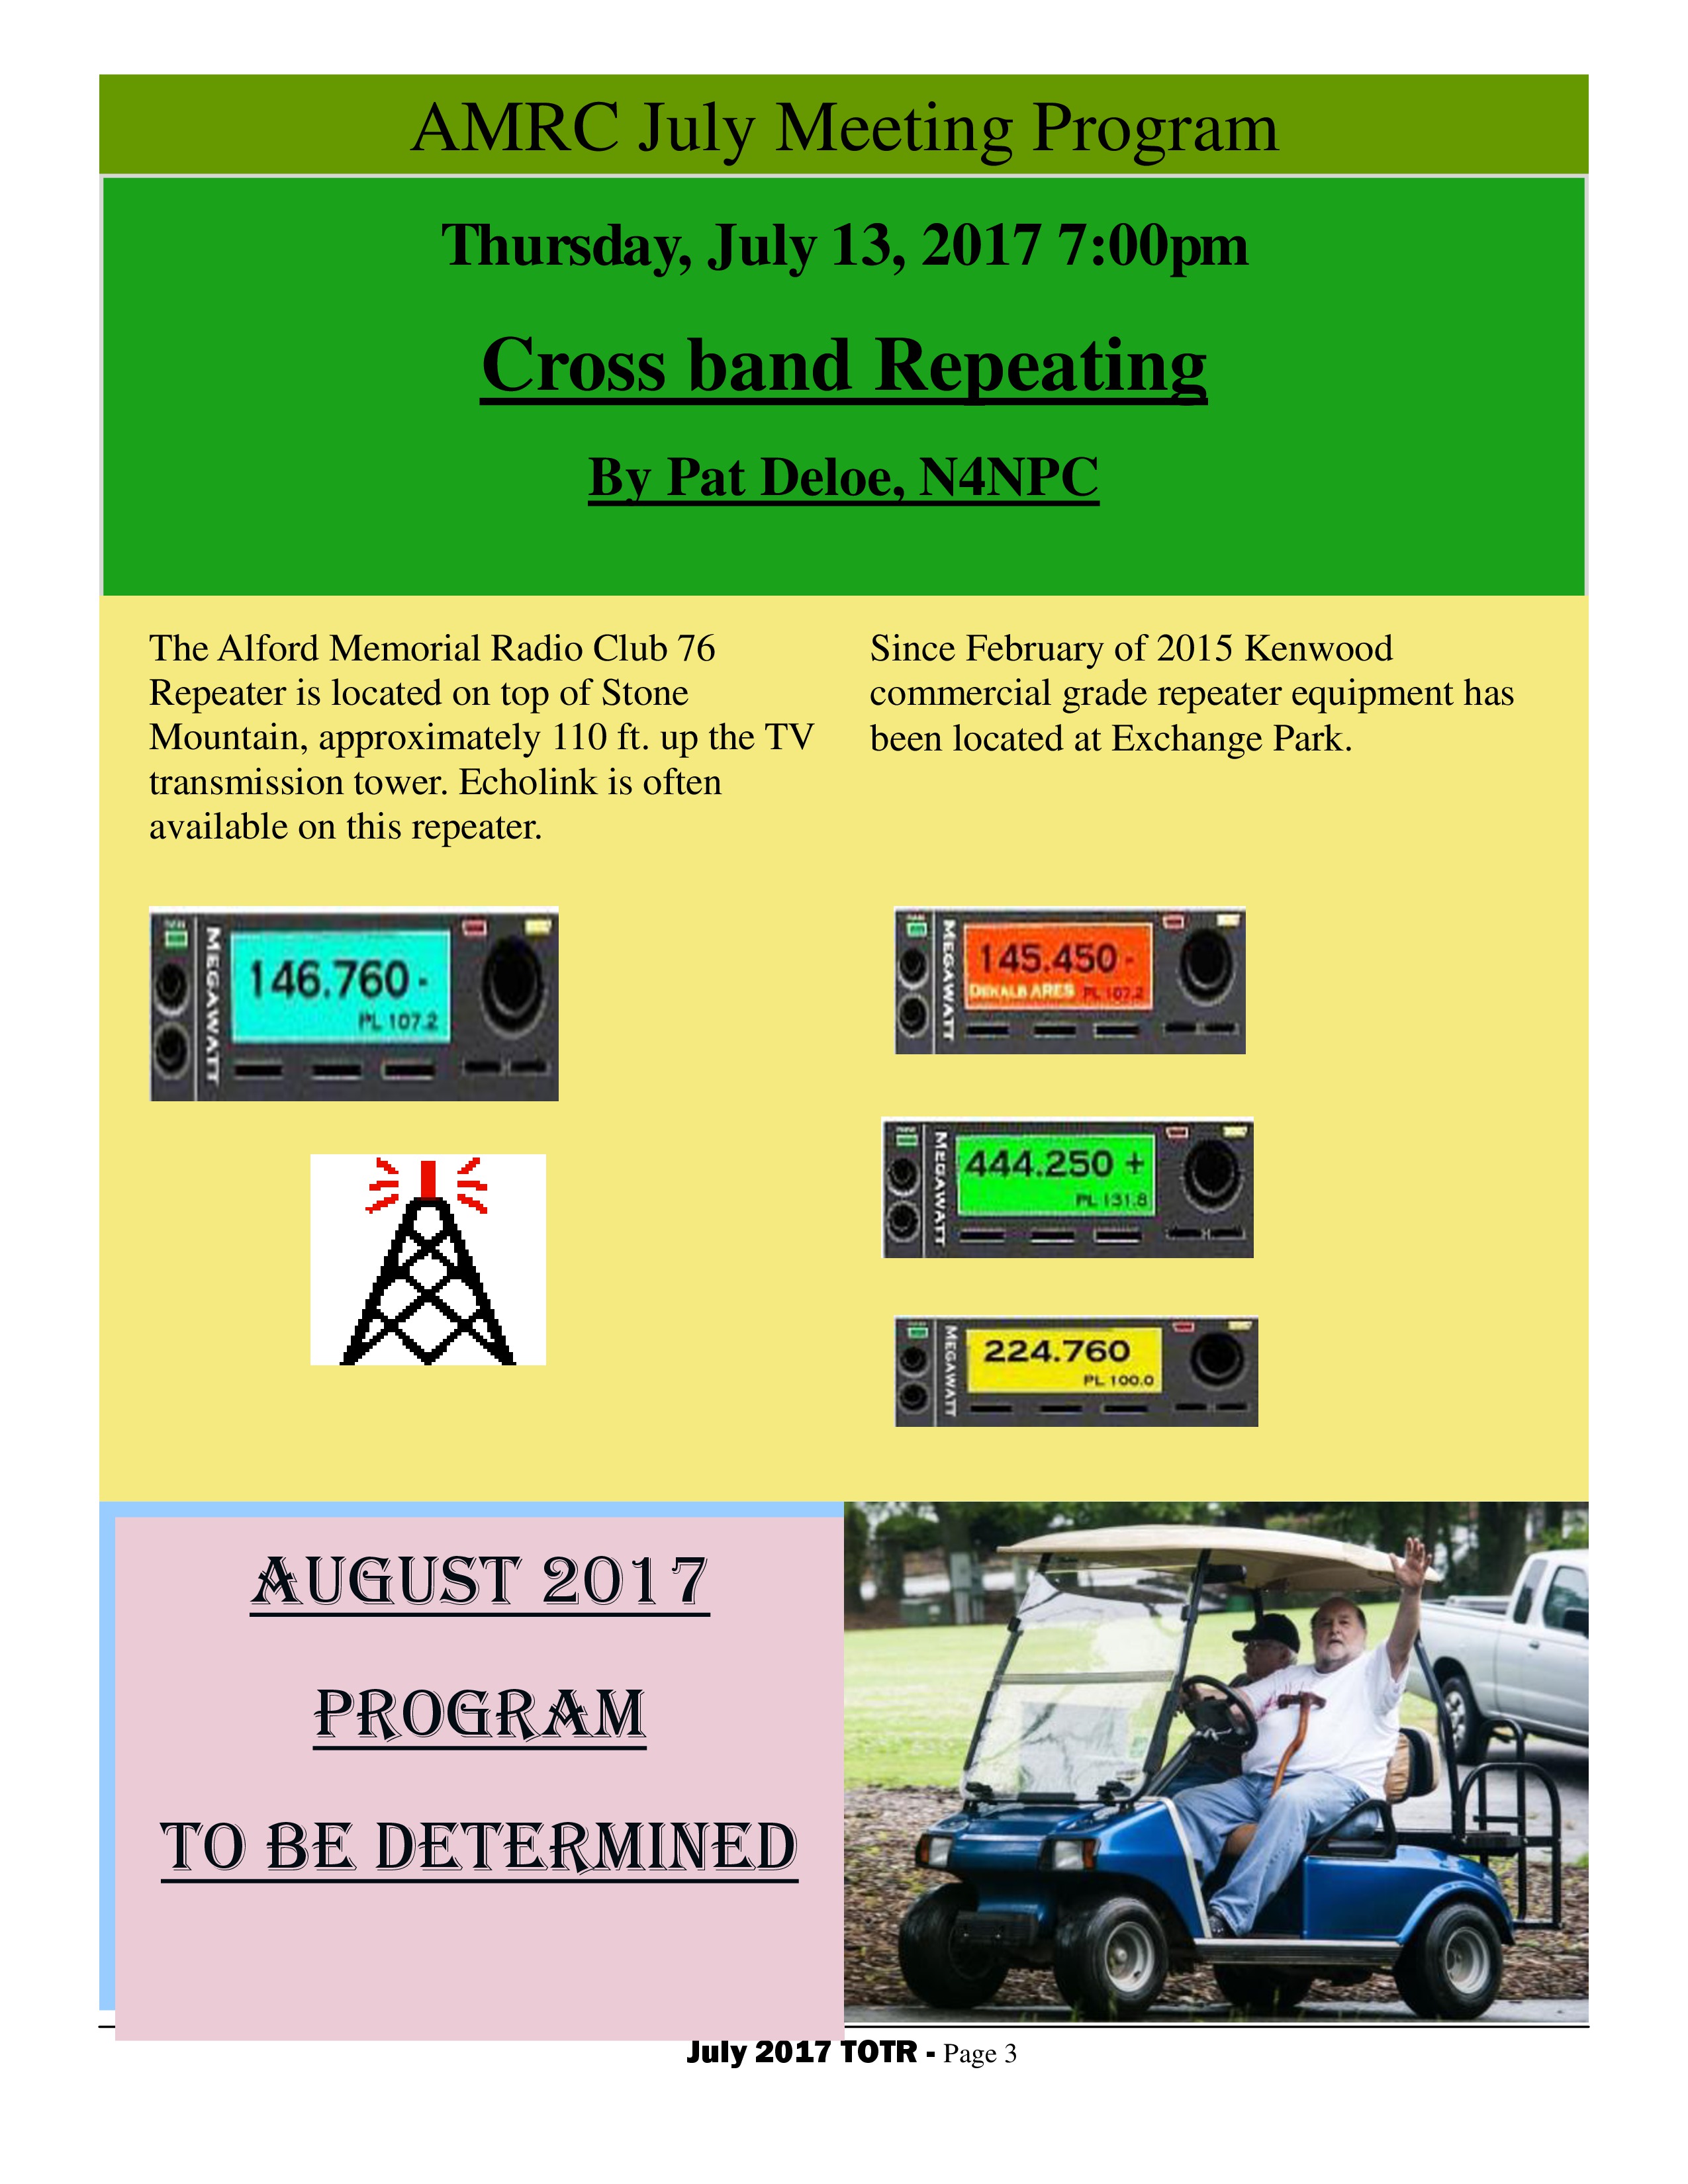 AMRC July Meeting Program
Thursday, July 13, 2017 7:00pm
Cross band Repeating
By Pat Deloe, N4NPC
The Alford Memorial Radio Club 76
Repeater is located on top of Stone
Mountain, approximately 110 ft. up the TV
transmission tower. Echolink is often
available on this repeater.
Since February of 2015 Kenwood
commercial grade repeater equipment has
been located at Exchange Park.
MEGAWATT
146.760 -
PL 107.2
MEGAWATT
145.450 -
DEKALB ARES PL 107.2
MEGAWATT
444.250 +
PL 131.8
MEGAWATT
224.760
PL 100.0
AUGUST 2017
PROGRAM
TO BE DETERMINED
July 2017 TOTR - Page 3